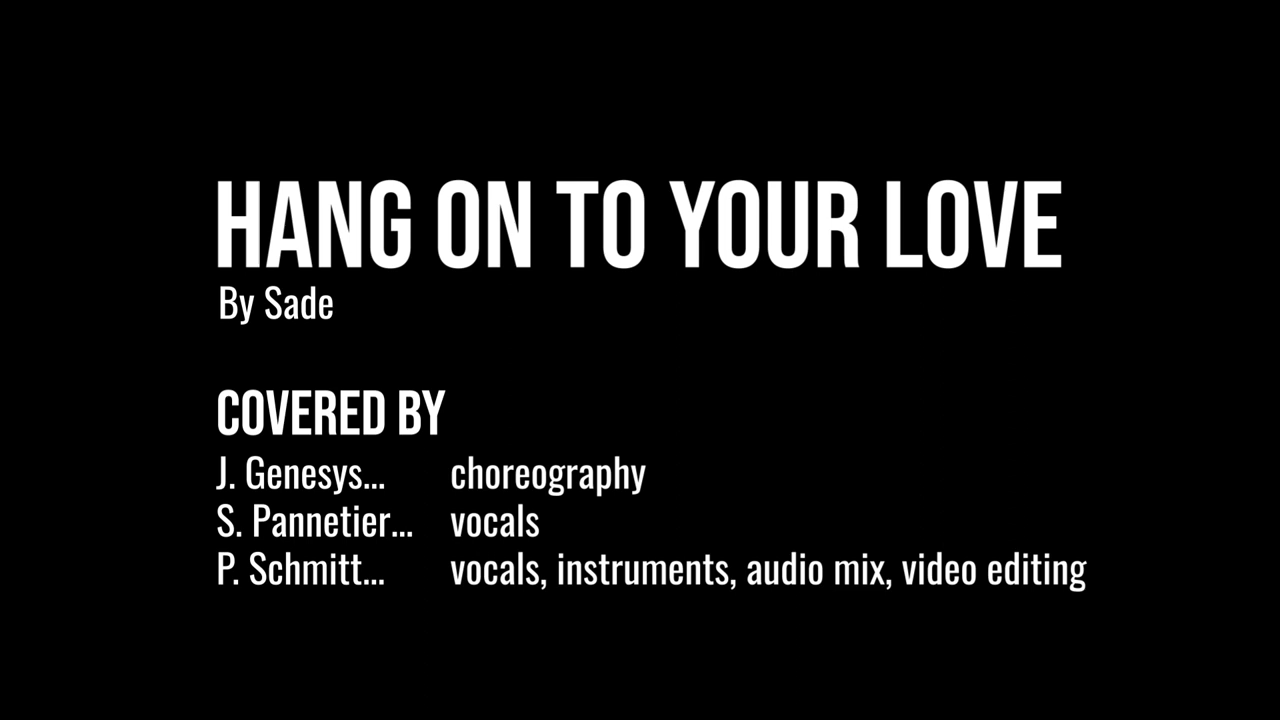 HANG ON TO YOUR LOVE
By Sade
COVERED BY
J. Genesys... choreography
S. Pannetier... vocals
P. Schmitt... vocals, instruments, audio mix, video editing